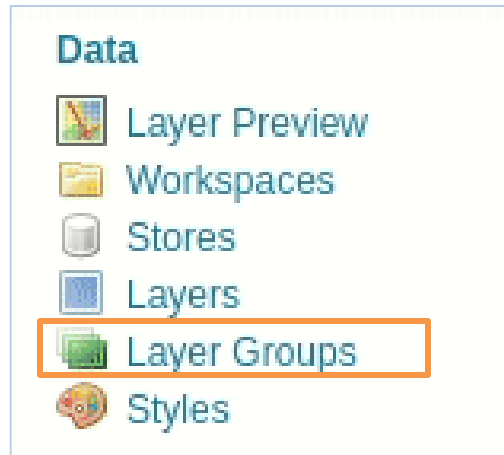 Data
Layer Preview
Workspaces
Stores
Layers
Layer Groups
Styles